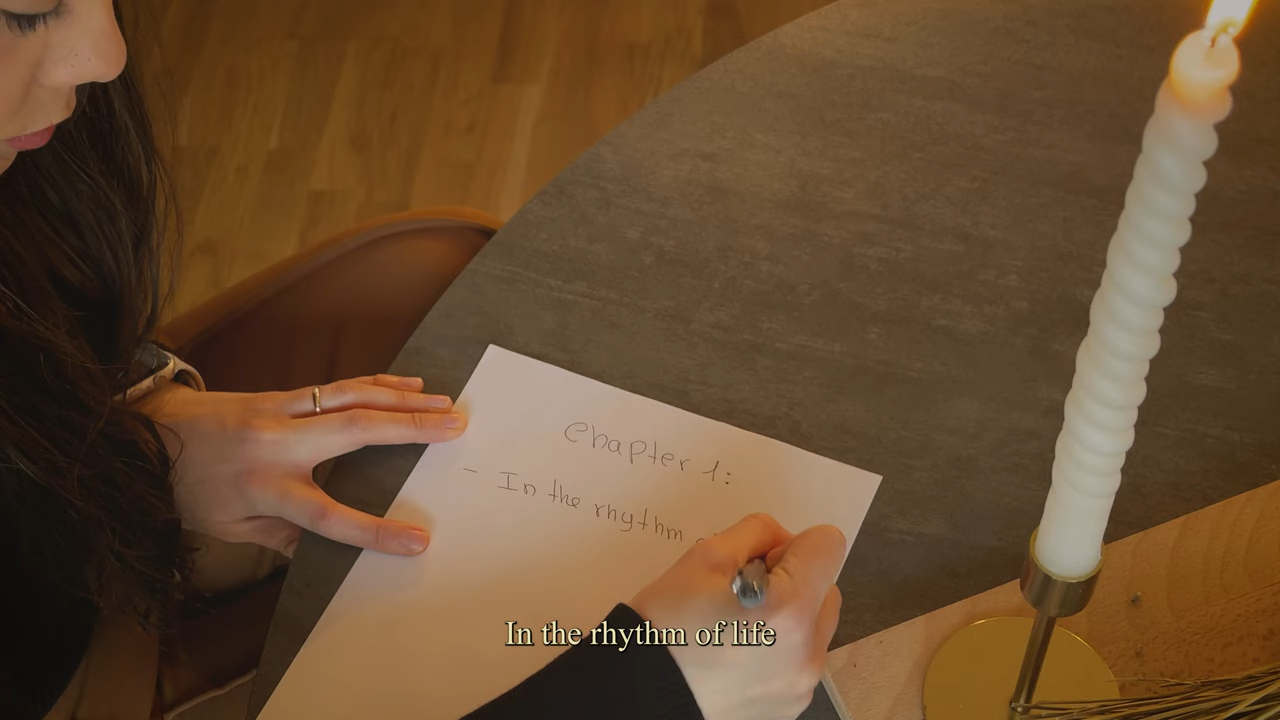 Chapter 1:
- In the rhythm
In the rhythm of life